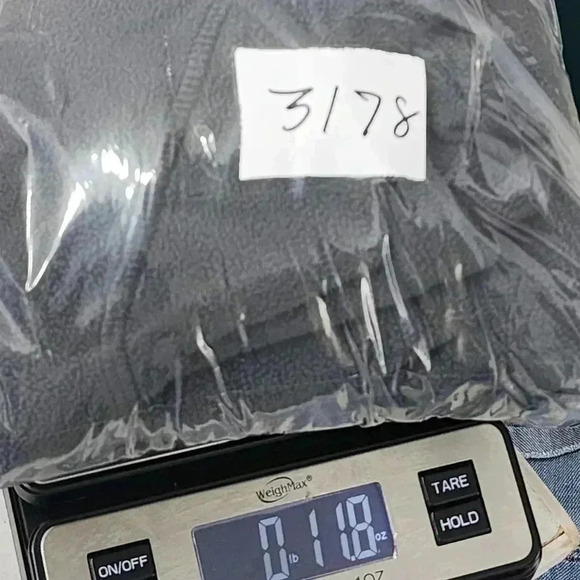 3178
WeighMax®
TARE
HOLD
ON/OFF
0 lb 11.8 oz